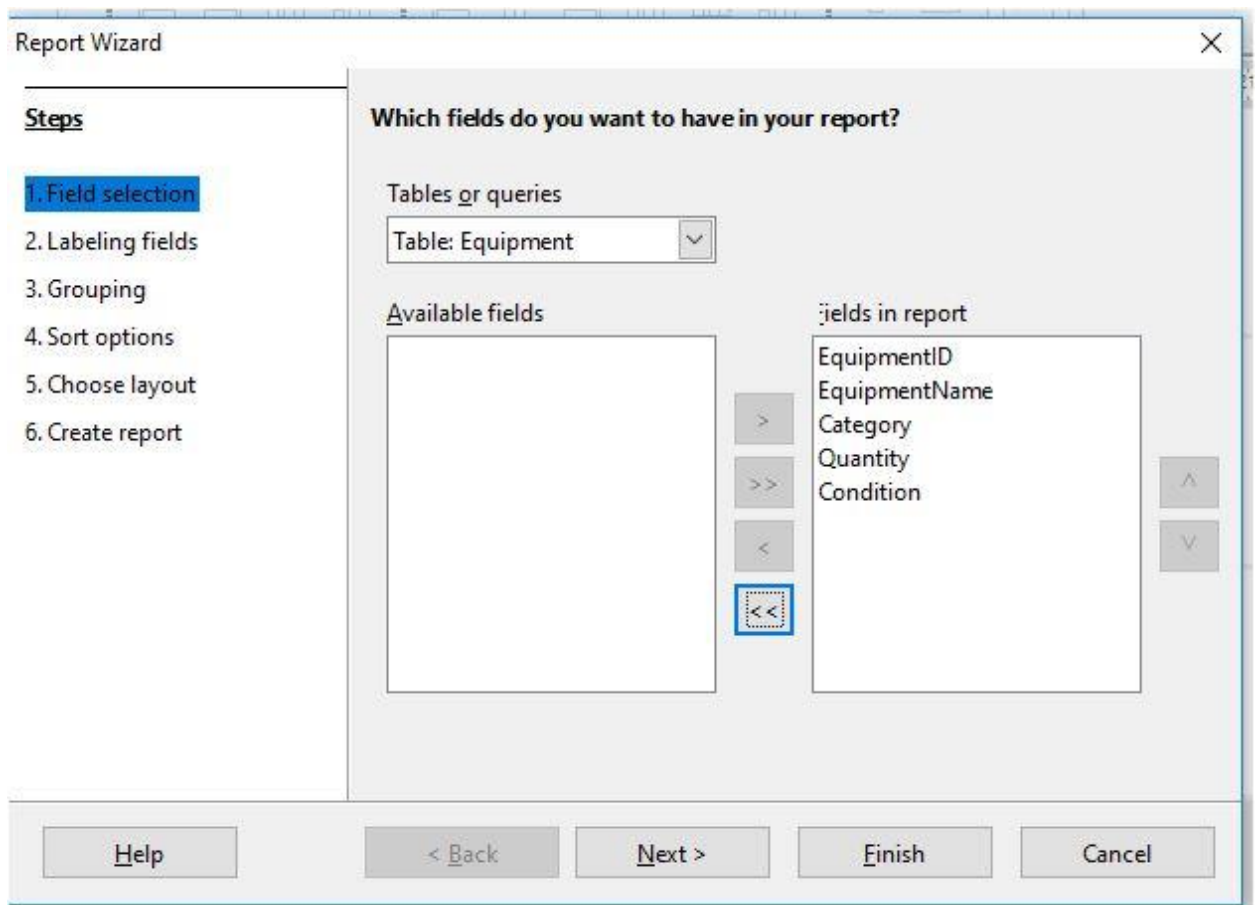 Report Wizard
Steps
1. Field selection
2. Labeling fields
3. Grouping
4. Sort options
5. Choose layout
6. Create report
Which fields do you want to have in your report?
Tables or queries
Table: Equipment
Available fields
Fields in report
EquipmentID
EquipmentName
Category
Quantity
Condition
>
>>
<
<<
Help
< Back
Next >
Finish
Cancel